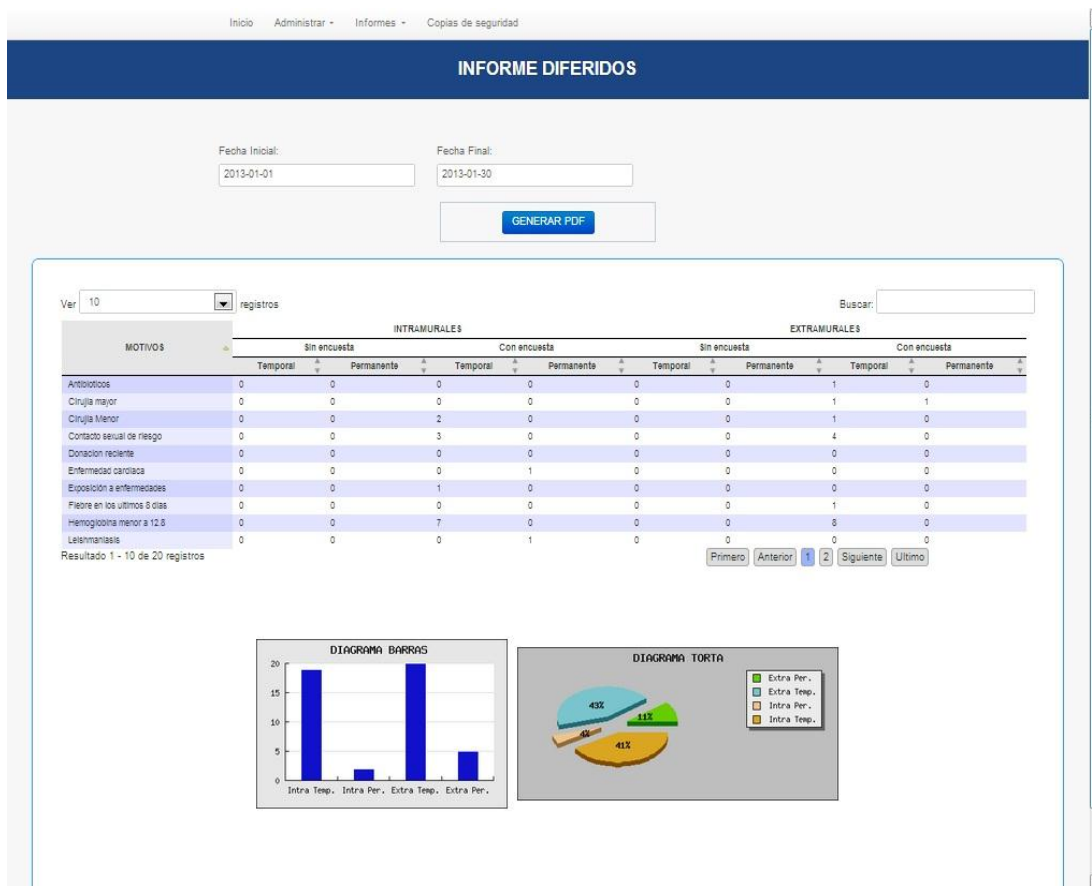 Inicio Administrar Informes Copias de seguridad
INFORME DIFERIDOS
Fecha Inicial: Fecha Final:
2013-01-01 2013-01-30
GENERAR PDF
Ver 10 registros Buscar:
INTRAMURALES EXTRAMURALES
MOTIVOS Sin encuesta Con encuesta Sin encuesta Con encuesta
Temporal Permanente Temporal Permanente Temporal Permanente Temporal Permanente
Antibioticos 0 0 0 0 0 0 1 0
Cirujia mayor 0 0 0 0 0 0 1 1
Cirujia Menor 0 0 2 0 0 0 1 0
Contacto sexual de riesgo 0 0 3 0 0 0 4 0
Donacion reciente 0 0 0 0 0 0 0 0
Enfermedad cardiaca 0 0 0 1 0 0 0 0
Exposición a enfermedades 0 0 1 0 0 0 0 0
Fiebre en los ultimos 8 dias 0 0 0 0 0 0 1 0
Hemoglobina menor a 12.8 0 0 7 0 0 0 8 0
Leishmaniasis 0 0 0 1 0 0 0 0
Resultado 1 - 10 de 20 registros Primero Anterior 1 2 Siguiente Ultimo
DIAGRAMA BARRAS
20
15
10
5
0
Intra Temp. Intra Per. Extra Temp. Extra Per.
DIAGRAMA TORTA
Extra Per.
Extra Temp.
Intra Per.
Intra Temp.
43%
11%
4%
41%